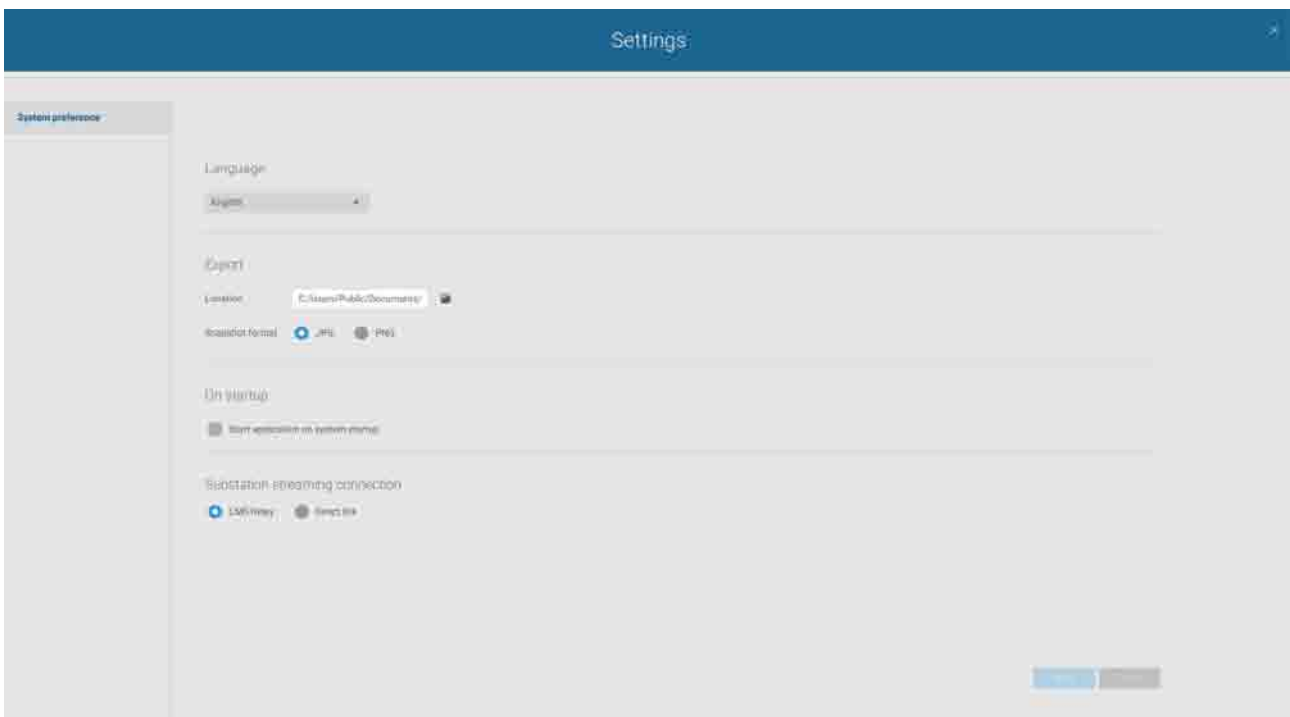 Settings
System preference
Language
English
Export
Location C:/Users/Public/Documents/
Snapshot format JPG PNG
On startup
Start application on system startup
Substation streaming connection
CMS Relay Direct link